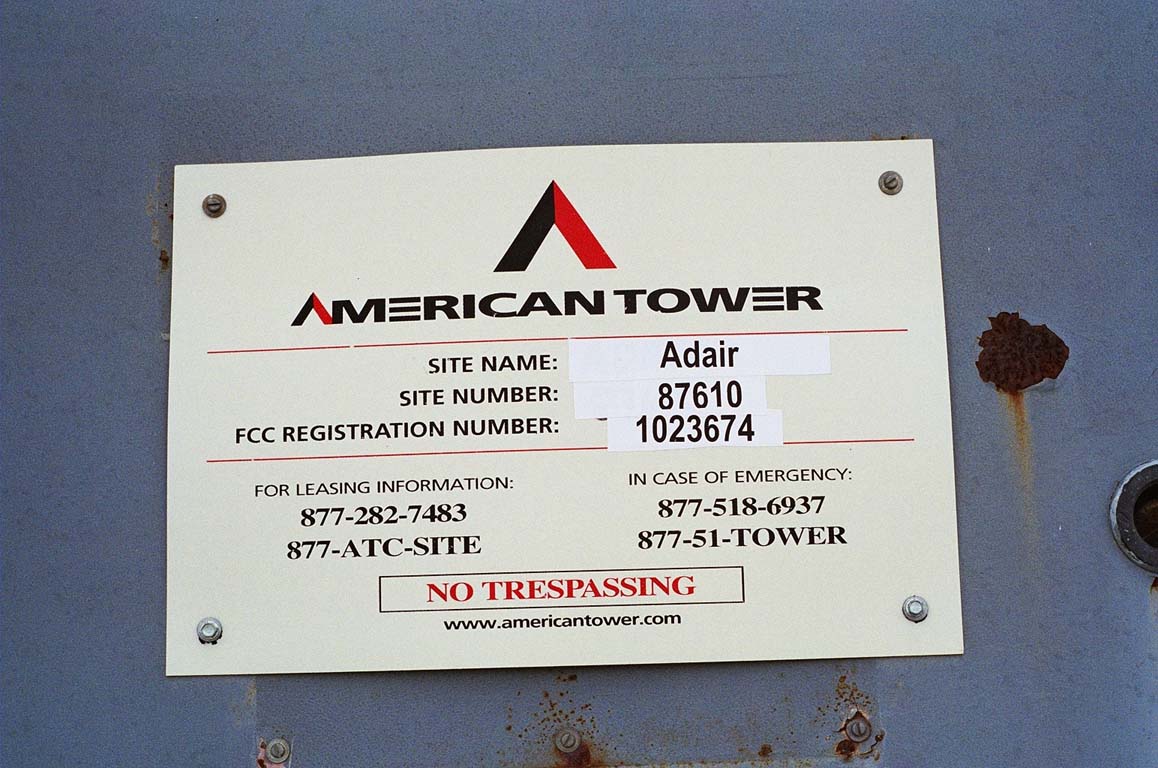 AMERICAN TOWER
SITE NAME: Adair
SITE NUMBER: 87610
FCC REGISTRATION NUMBER: 1023674
FOR LEASING INFORMATION:
877-282-7483
877-ATC-SITE
IN CASE OF EMERGENCY:
877-518-6937
877-51-TOWER
NO TRESPASSING
www.americantower.com